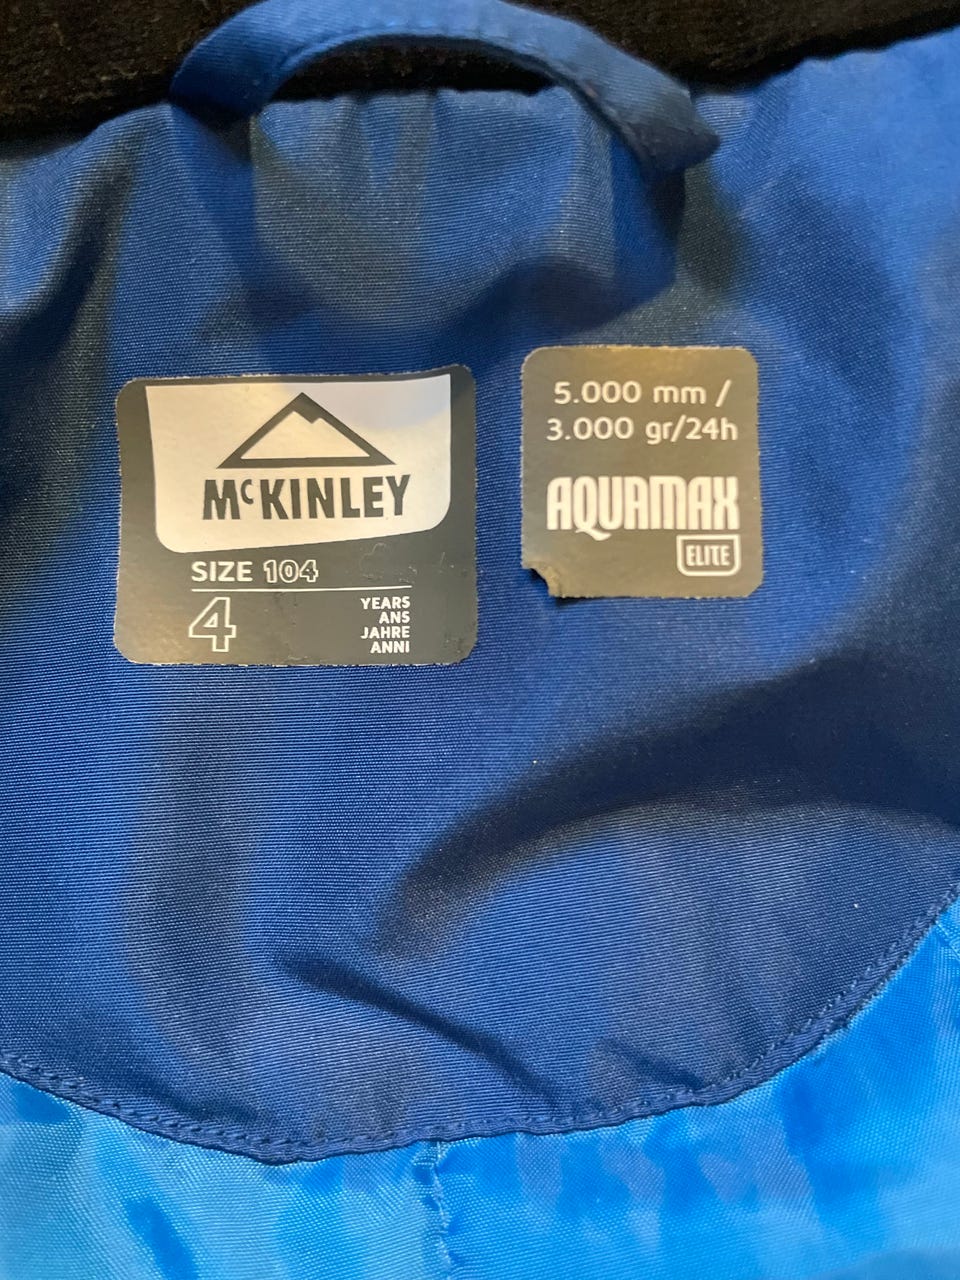 McKINLEY
SIZE 104
4
YEARS
ANS
JAHRE
ANNI
5.000 mm /
3.000 gr/24h
AQUAMAX
ELITE